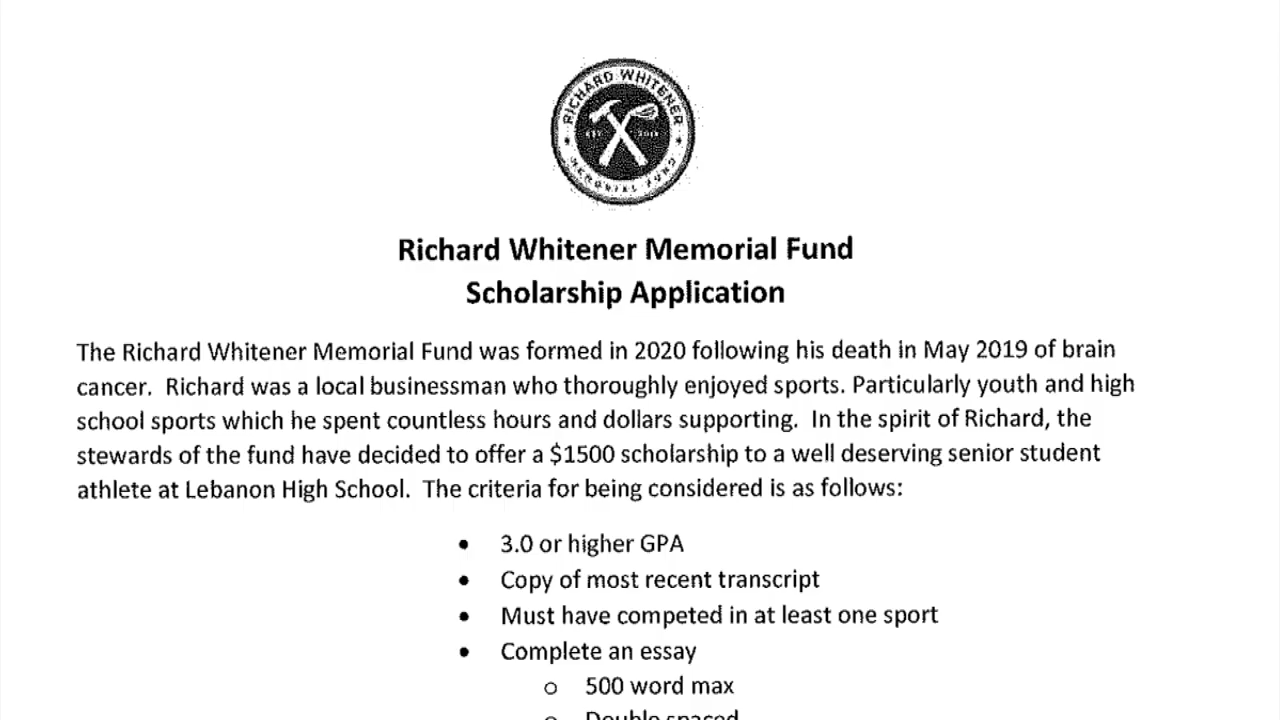 RICHARD WHITENER
EST 2019
MEMORIAL FUND
Richard Whitener Memorial Fund
Scholarship Application
The Richard Whitener Memorial Fund was formed in 2020 following his death in May 2019 of brain
cancer.  Richard was a local businessman who thoroughly enjoyed sports. Particularly youth and high
school sports which he spent countless hours and dollars supporting.  In the spirit of Richard, the
stewards of the fund have decided to offer a $1500 scholarship to a well deserving senior student
athlete at Lebanon High School.  The criteria for being considered is as follows:
• 3.0 or higher GPA
• Copy of most recent transcript
• Must have competed in at least one sport
• Complete an essay
o 500 word max
o Double spaced